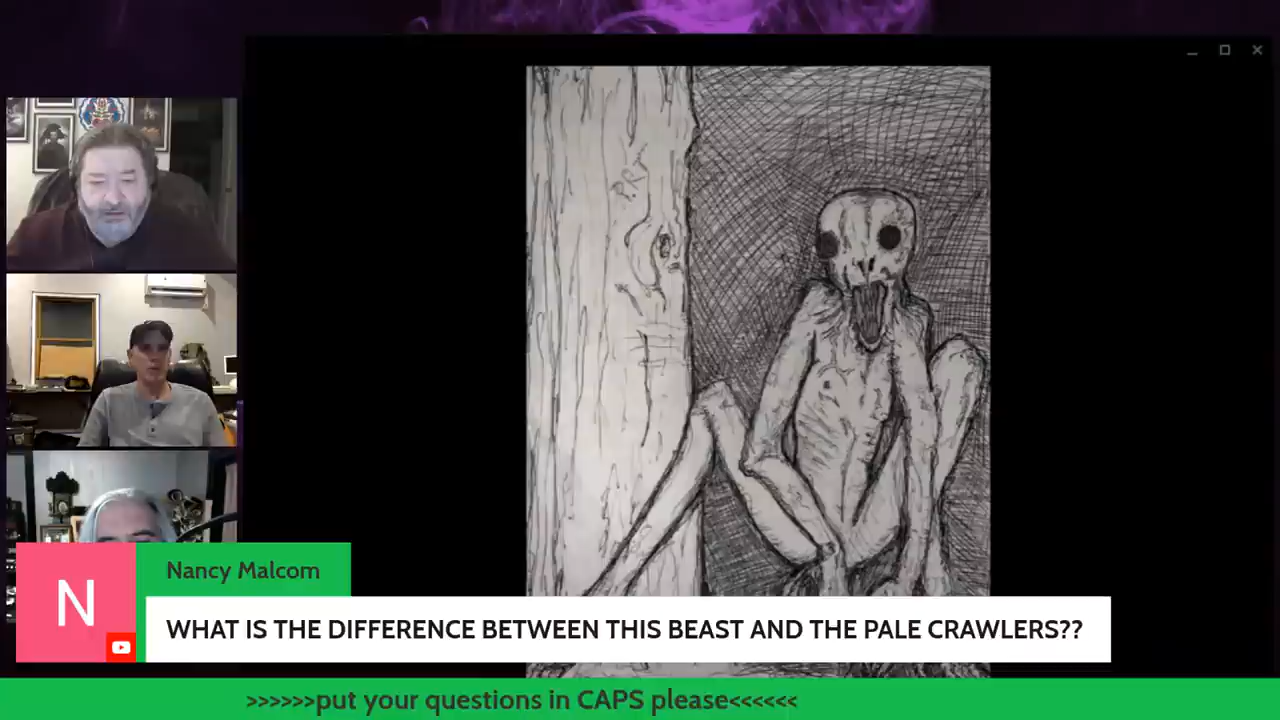 P.P.T
N
Nancy Malcom
WHAT IS THE DIFFERENCE BETWEEN THIS BEAST AND THE PALE CRAWLERS??
>>>>>>put your questions in CAPS please<<<<<<